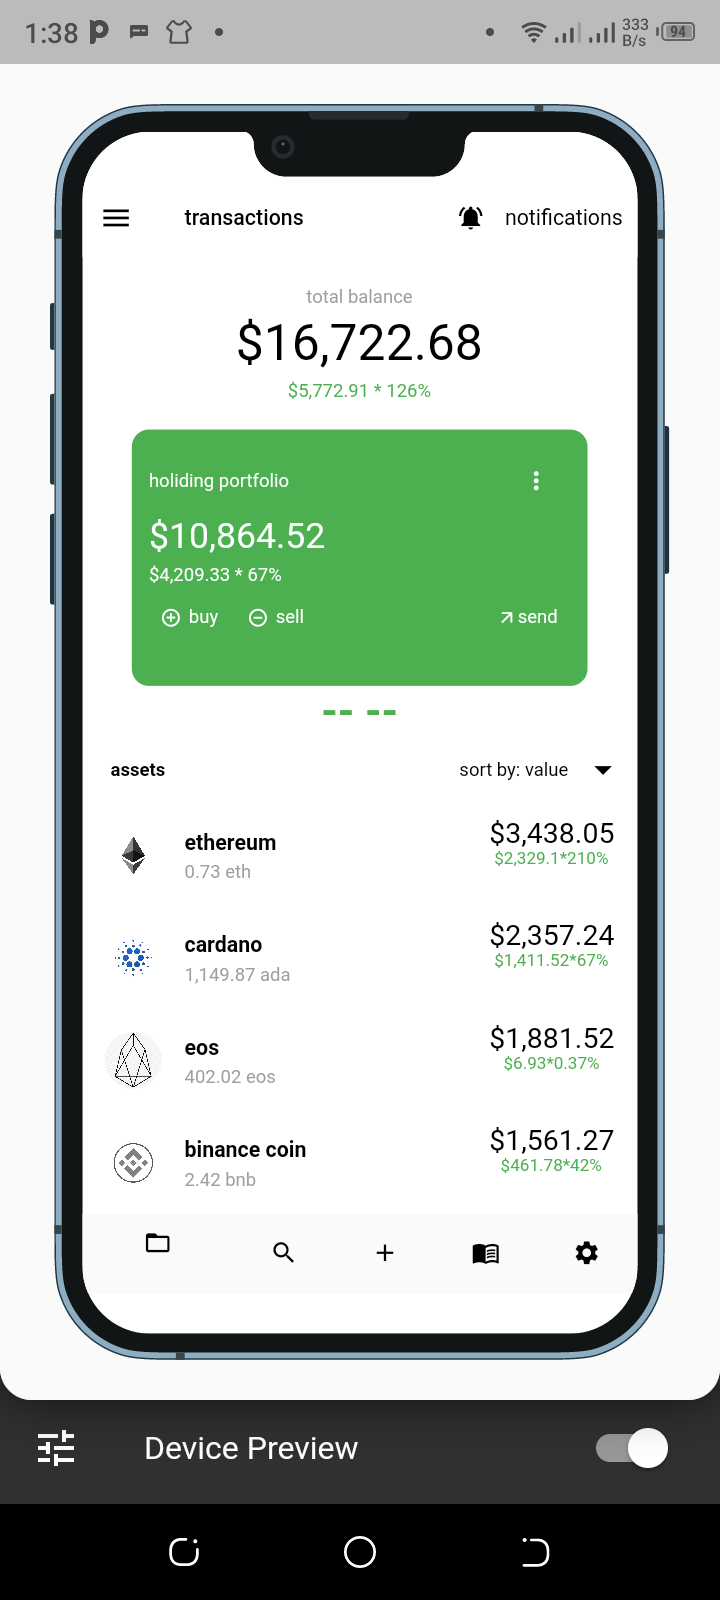 1:38
333 B/s
94
transactions
notifications
total balance
$16,722.68
$5,772.91 * 126%
holiding portfolio
$10,864.52
$4,209.33 * 67%
buy sell send
assets sort by: value
ethereum $3,438.05
0.73 eth $2,329.1*210%
cardano $2,357.24
1,149.87 ada $1,411.52*67%
eos $1,881.52
402.02 eos $6.93*0.37%
binance coin $1,561.27
2.42 bnb $461.78*42%
Device Preview